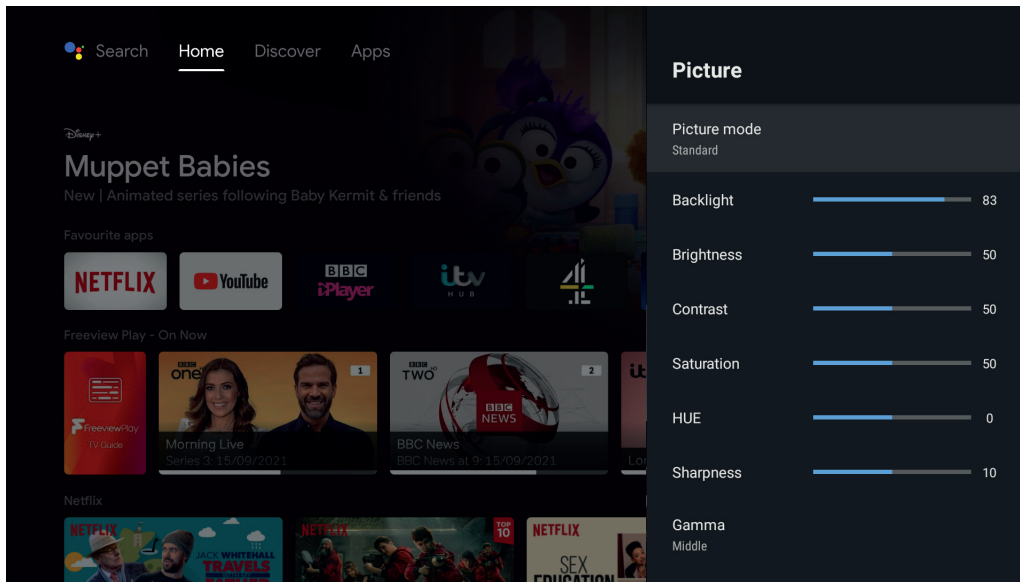 Search Home Discover Apps
Disney+
Muppet Babies
New | Animated series following Baby Kermit & friends
Favourite apps
NETFLIX
YouTube
BBC
iPlayer
itv
HUB
4
Freeview Play - On Now
FreeviewPlay
TV Guide
BBC
one
1
Morning Live
Series 3: 15/09/2021
BBC
TWO
HD
2
BBC
NEWS
BBC News
BBC News at 9: 15/09/2021
Netflix
NETFLIX
JACK WHITEHALL
TRAVELS
NETFLIX
TOP
10
NETFLIX
SEX
EDUCATION
Picture
Picture mode
Standard
Backlight 83
Brightness 50
Contrast 50
Saturation 50
HUE 0
Sharpness 10
Gamma
Middle